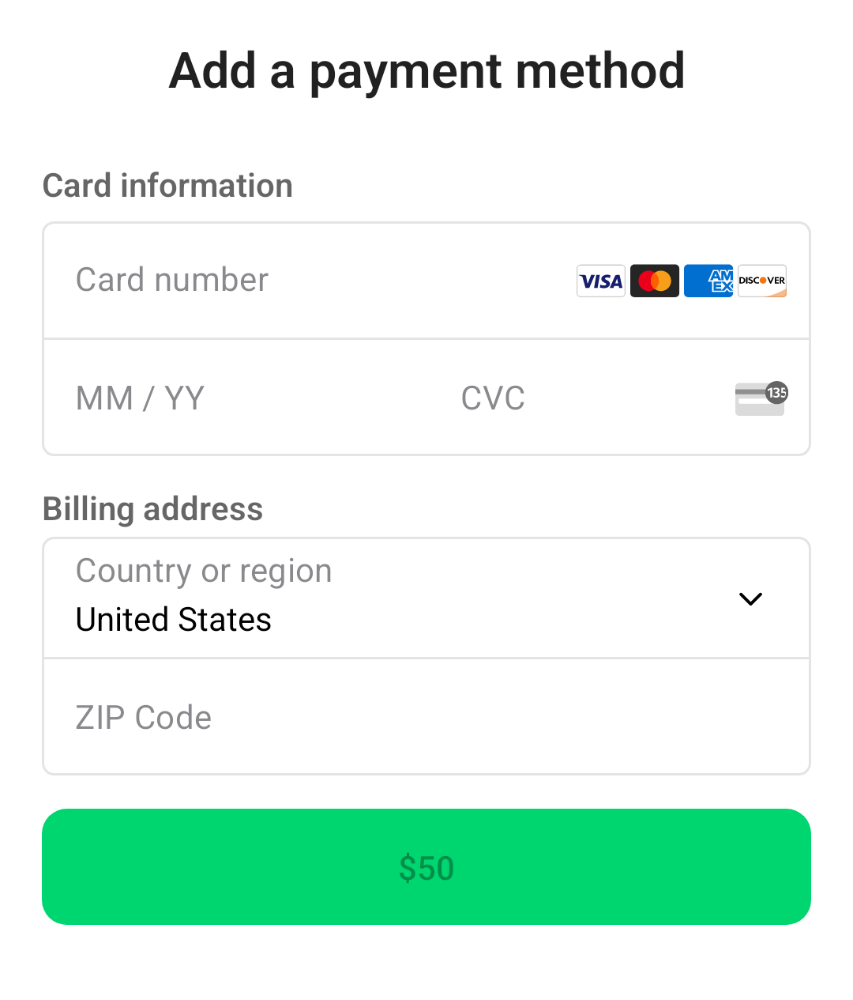 Add a payment method
Card information
Card number VISA AM EX DISCOVER
MM / YY CVC 135
Billing address
Country or region
United States
ZIP Code
$50